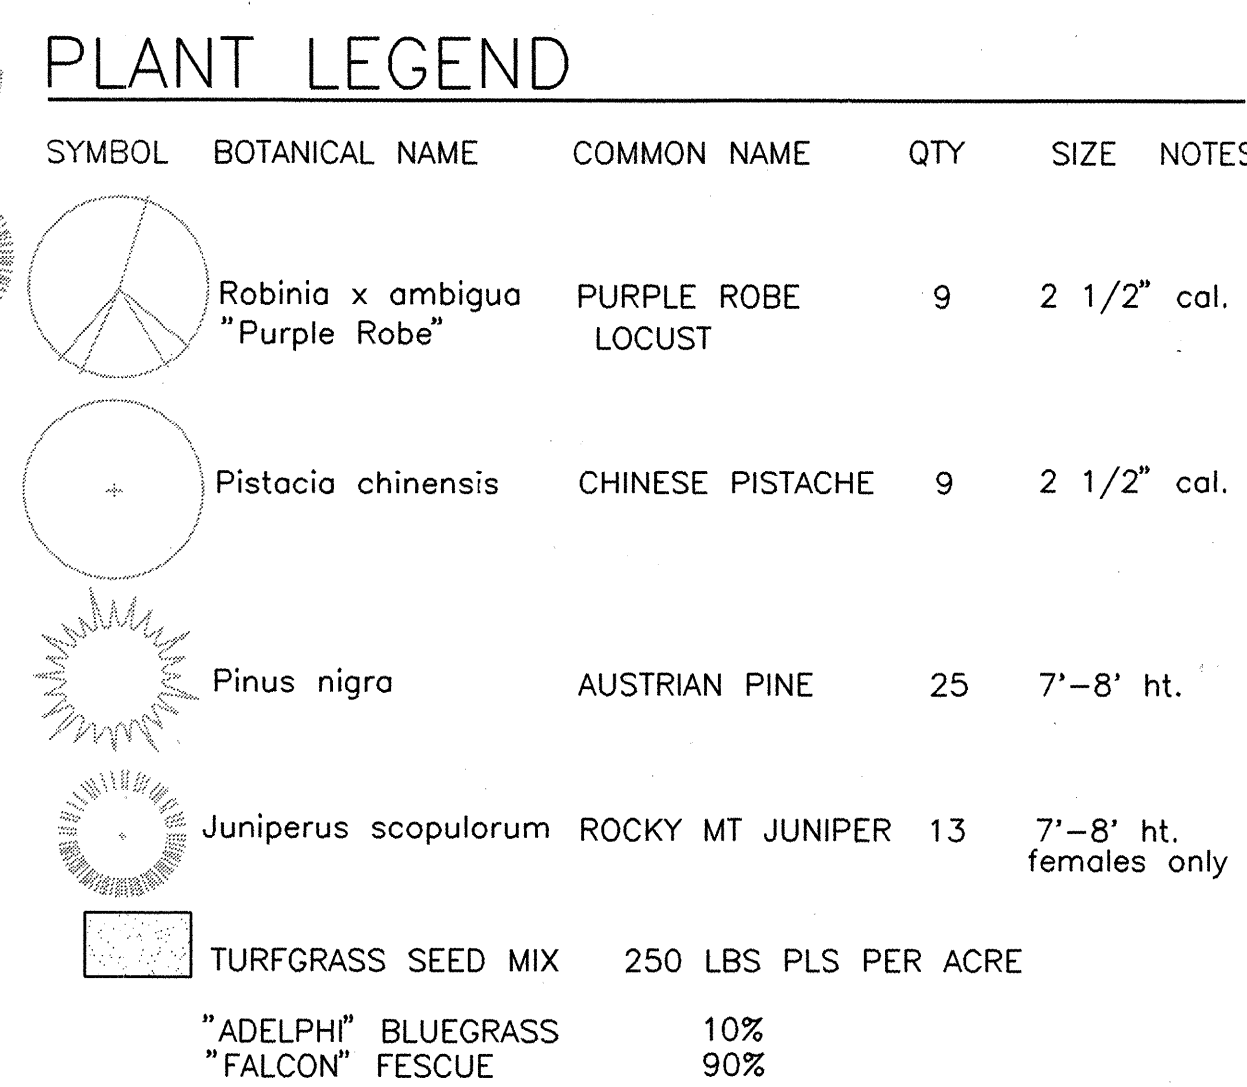 PLANT LEGEND
SYMBOL BOTANICAL NAME COMMON NAME QTY SIZE NOTES
Robinia x ambigua PURPLE ROBE 9 2 1/2" cal.
"Purple Robe" LOCUST
Pistacia chinensis CHINESE PISTACHE 9 2 1/2" cal.
Pinus nigra AUSTRIAN PINE 25 7'-8' ht.
Juniperus scopulorum ROCKY MT JUNIPER 13 7'-8' ht.
females only
TURFGRASS SEED MIX 250 LBS PLS PER ACRE
"ADELPHI" BLUEGRASS 10%
"FALCON" FESCUE 90%